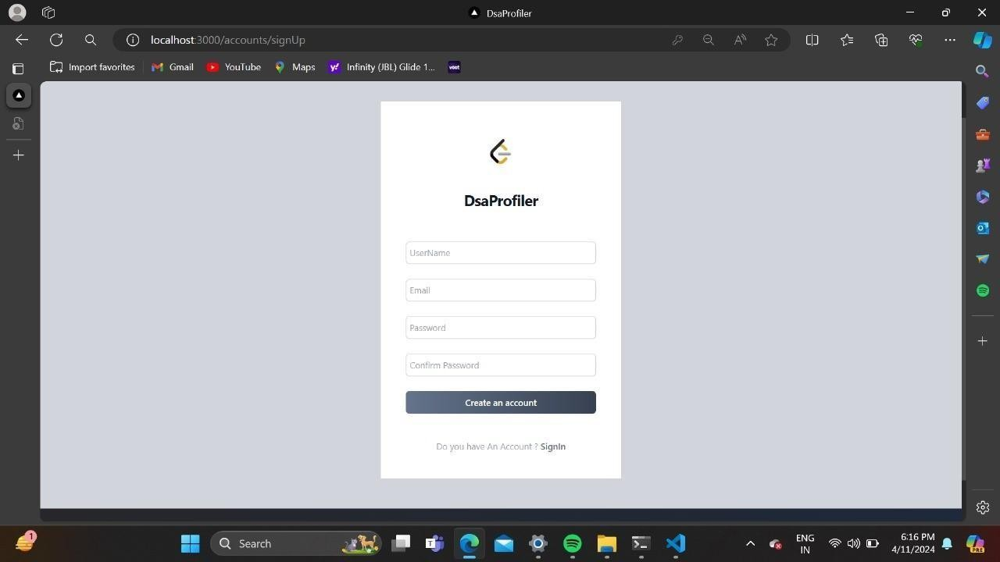 DsaProfiler
localhost:3000/accounts/signUp
Import favorites
Gmail
YouTube
Maps
Infinity (JBL) Glide 1...
voot
DsaProfiler
UserName
Email
Password
Confirm Password
Create an account
Do you have An Account ? SignIn
1
Search
ENG
IN
6:16 PM
4/11/2024
PRE